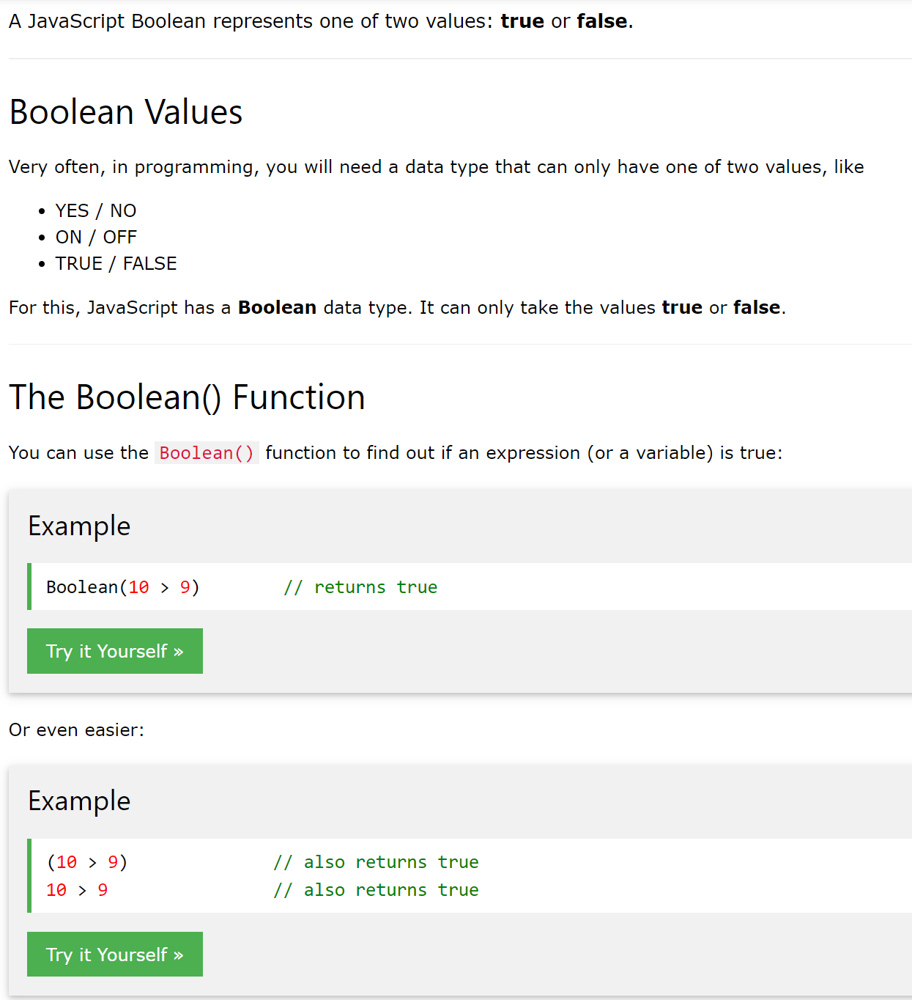 A JavaScript Boolean represents one of two values: true or false.
Boolean Values
Very often, in programming, you will need a data type that can only have one of two values, like
• YES / NO
• ON / OFF
• TRUE / FALSE
For this, JavaScript has a Boolean data type. It can only take the values true or false.
The Boolean() Function
You can use the Boolean() function to find out if an expression (or a variable) is true:
Example
Boolean(10 > 9)        // returns true
Try it Yourself »
Or even easier:
Example
(10 > 9)              // also returns true
10 > 9                // also returns true
Try it Yourself »